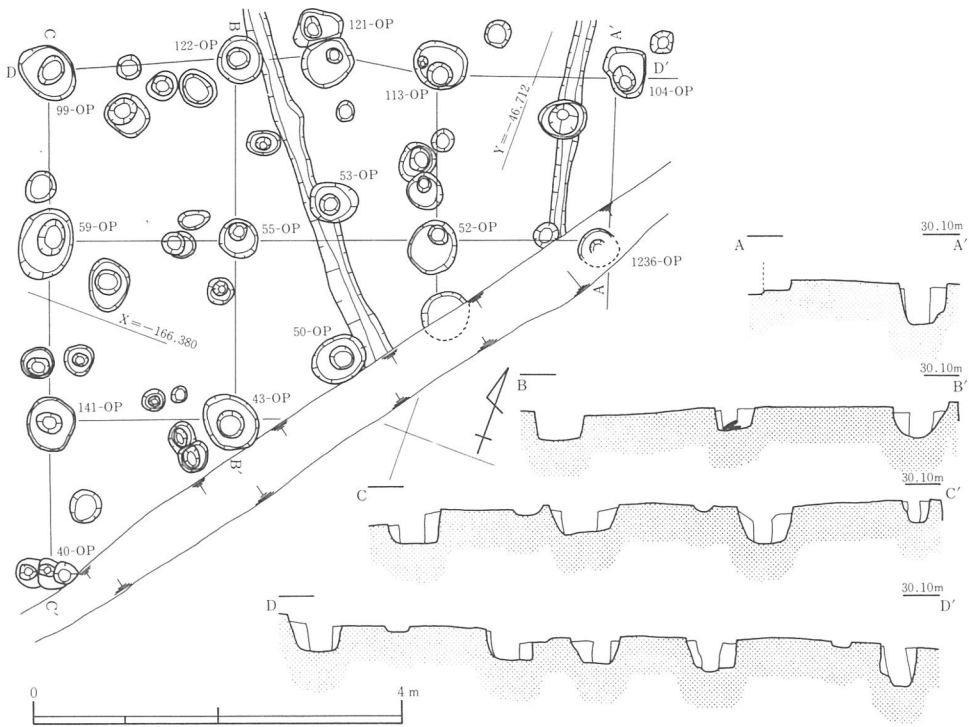 C
D
99-OP
122-OP
B
121-OP
113-OP
A'
D'
104-OP
Y=-46.712
59-OP
55-OP
53-OP
52-OP
1236-OP
A
X=-166.380
50-OP
141-OP
43-OP
B'
40-OP
C'
0
4 m
A
30.10m
A'
B
30.10m
B'
C
30.10m
C'
D
30.10m
D'